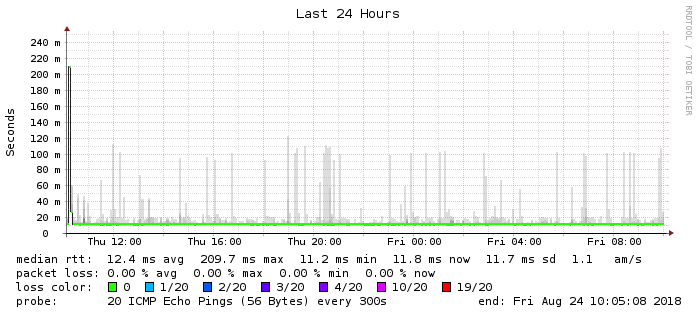 Last 24 Hours
RRDTOOL / TOBI OETIKER
Seconds
240 m
220 m
200 m
180 m
160 m
140 m
120 m
100 m
80 m
60 m
40 m
20 m
0
Thu 12:00 Thu 16:00 Thu 20:00 Fri 00:00 Fri 04:00 Fri 08:00
median rtt: 12.4 ms avg 209.7 ms max 11.2 ms min 11.8 ms now 11.7 ms sd 1.1 am/s
packet loss: 0.00 % avg 0.00 % max 0.00 % min 0.00 % now
loss color: 0 1/20 2/20 3/20 4/20 10/20 19/20
probe: 20 ICMP Echo Pings (56 Bytes) every 300s end: Fri Aug 24 10:05:08 2018